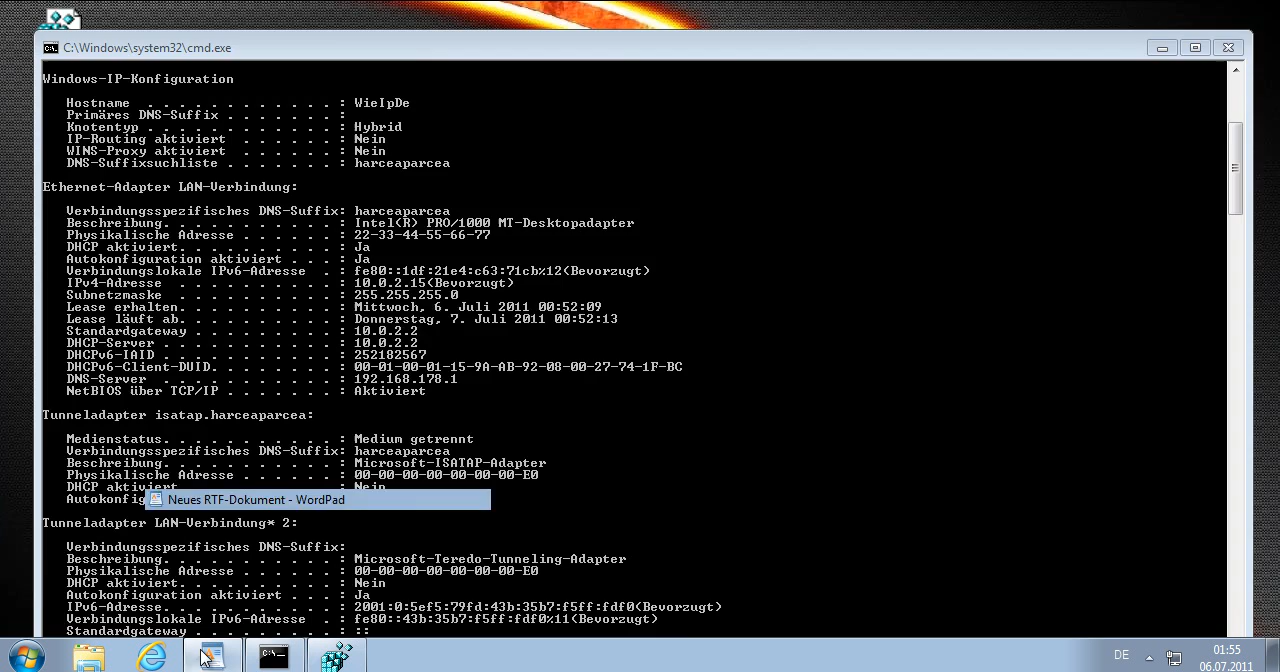 C:\Windows\system32\cmd.exe
Windows-IP-Konfiguration
Hostname . . . . . . . . . . . . : WieIpDe
Primäres DNS-Suffix . . . . . . . :
Knotentyp . . . . . . . . . . . . : Hybrid
IP-Routing aktiviert . . . . . . : Nein
WINS-Proxy aktiviert . . . . . . : Nein
DNS-Suffixsuchliste . . . . . . . : harceaparcea
Ethernet-Adapter LAN-Verbindung:
Verbindungsspezifisches DNS-Suffix: harceaparcea
Beschreibung. . . . . . . . . . . : Intel(R) PRO/1000 MT-Desktopadapter
Physikalische Adresse . . . . . . : 22-33-44-55-66-77
DHCP aktiviert. . . . . . . . . . : Ja
Autokonfiguration aktiviert . . . : Ja
Verbindungslokale IPv6-Adresse . : fe80::1df:21e4:c63:71cb%12(Bevorzugt)
IPv4-Adresse . . . . . . . . . . : 10.0.2.15(Bevorzugt)
Subnetzmaske . . . . . . . . . . : 255.255.255.0
Lease erhalten. . . . . . . . . . : Mittwoch, 6. Juli 2011 00:52:09
Lease läuft ab. . . . . . . . . . : Donnerstag, 7. Juli 2011 00:52:13
Standardgateway . . . . . . . . . : 10.0.2.2
DHCP-Server . . . . . . . . . . . : 10.0.2.2
DHCPv6-IAID . . . . . . . . . . . : 252182567
DHCPv6-Client-DUID. . . . . . . . : 00-01-00-01-15-9A-AB-92-08-00-27-74-1F-BC
DNS-Server . . . . . . . . . . . : 192.168.178.1
NetBIOS über TCP/IP . . . . . . . : Aktiviert
Tunneladapter isatap.harceaparcea:
Medienstatus. . . . . . . . . . . : Medium getrennt
Verbindungsspezifisches DNS-Suffix: harceaparcea
Beschreibung. . . . . . . . . . . : Microsoft-ISATAP-Adapter
Physikalische Adresse . . . . . . : 00-00-00-00-00-00-00-E0
DHCP aktiviert. . . . . . . . . . : Nein
Autokonfig
Neues RTF-Dokument - WordPad
Tunneladapter LAN-Verbindung* 2:
Verbindungsspezifisches DNS-Suffix:
Beschreibung. . . . . . . . . . . : Microsoft-Teredo-Tunneling-Adapter
Physikalische Adresse . . . . . . : 00-00-00-00-00-00-00-E0
DHCP aktiviert. . . . . . . . . . : Nein
Autokonfiguration aktiviert . . . : Ja
IPv6-Adresse. . . . . . . . . . . : 2001:0:5ef5:79fd:43b:35b7:f5ff:fdf0(Bevorzugt)
Verbindungslokale IPv6-Adresse . : fe80::43b:35b7:f5ff:fdf0%11(Bevorzugt)
Standardgateway . . . . . . . . . : ::
DE
01:55
06.07.2011